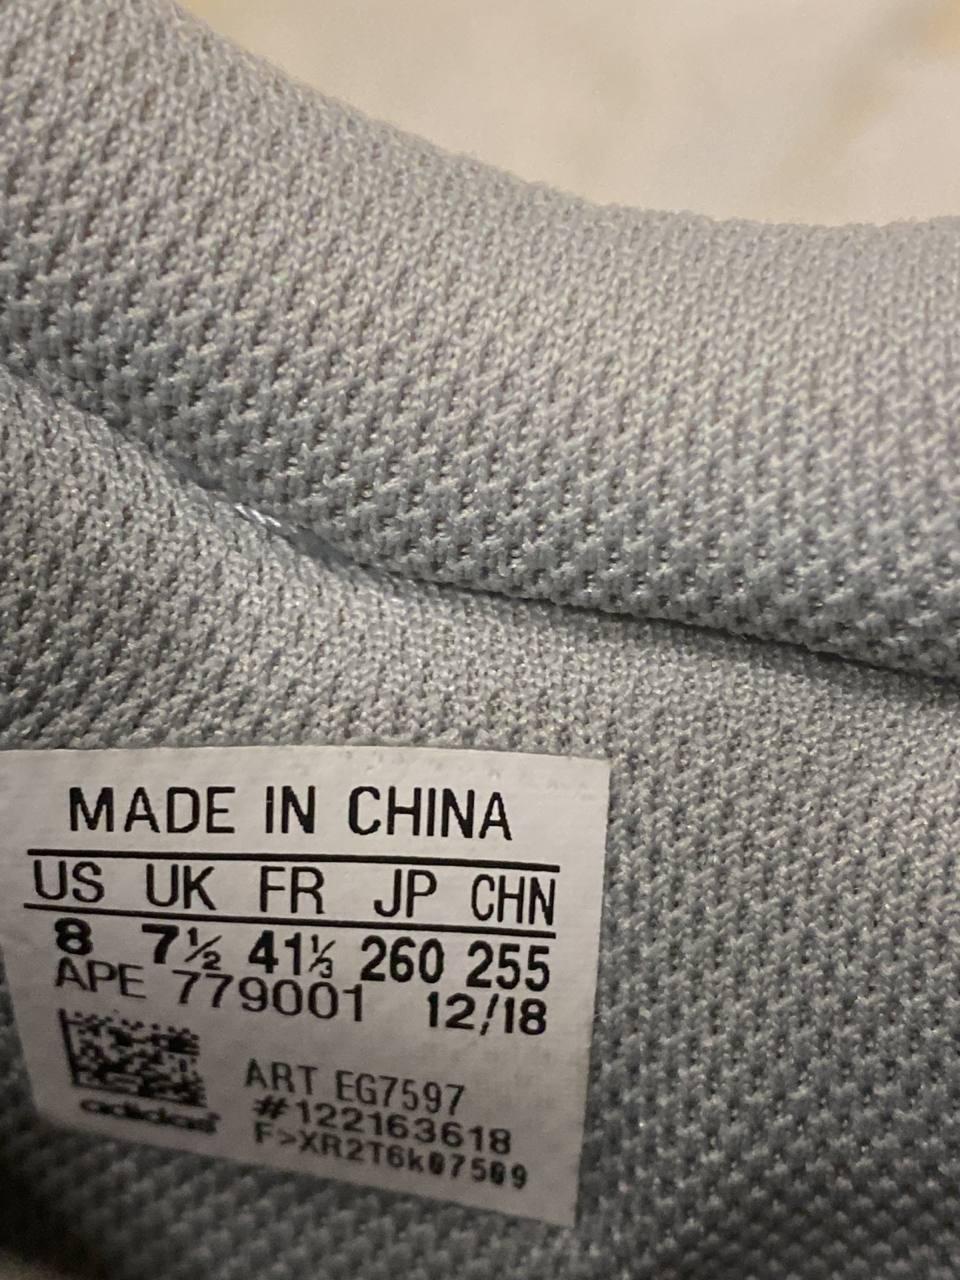 MADE IN CHINA
US UK FR JP CHN
8 7½ 41⅓ 260 255
APE 779001 12/18
ART EG7597
adidas
#122163618
F>XR2T6k07509